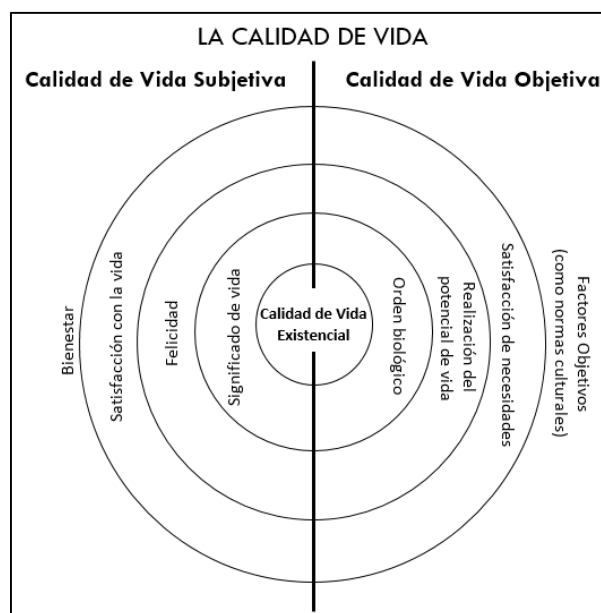 LA CALIDAD DE VIDA
Calidad de Vida Subjetiva
Calidad de Vida Objetiva
Bienestar
Satisfacción con la vida
Felicidad
Significado de vida
Calidad de Vida
Existencial
Orden biológico
Realización del
potencial de vida
Satisfacción de necesidades
Factores Objetivos
(como normas culturales)